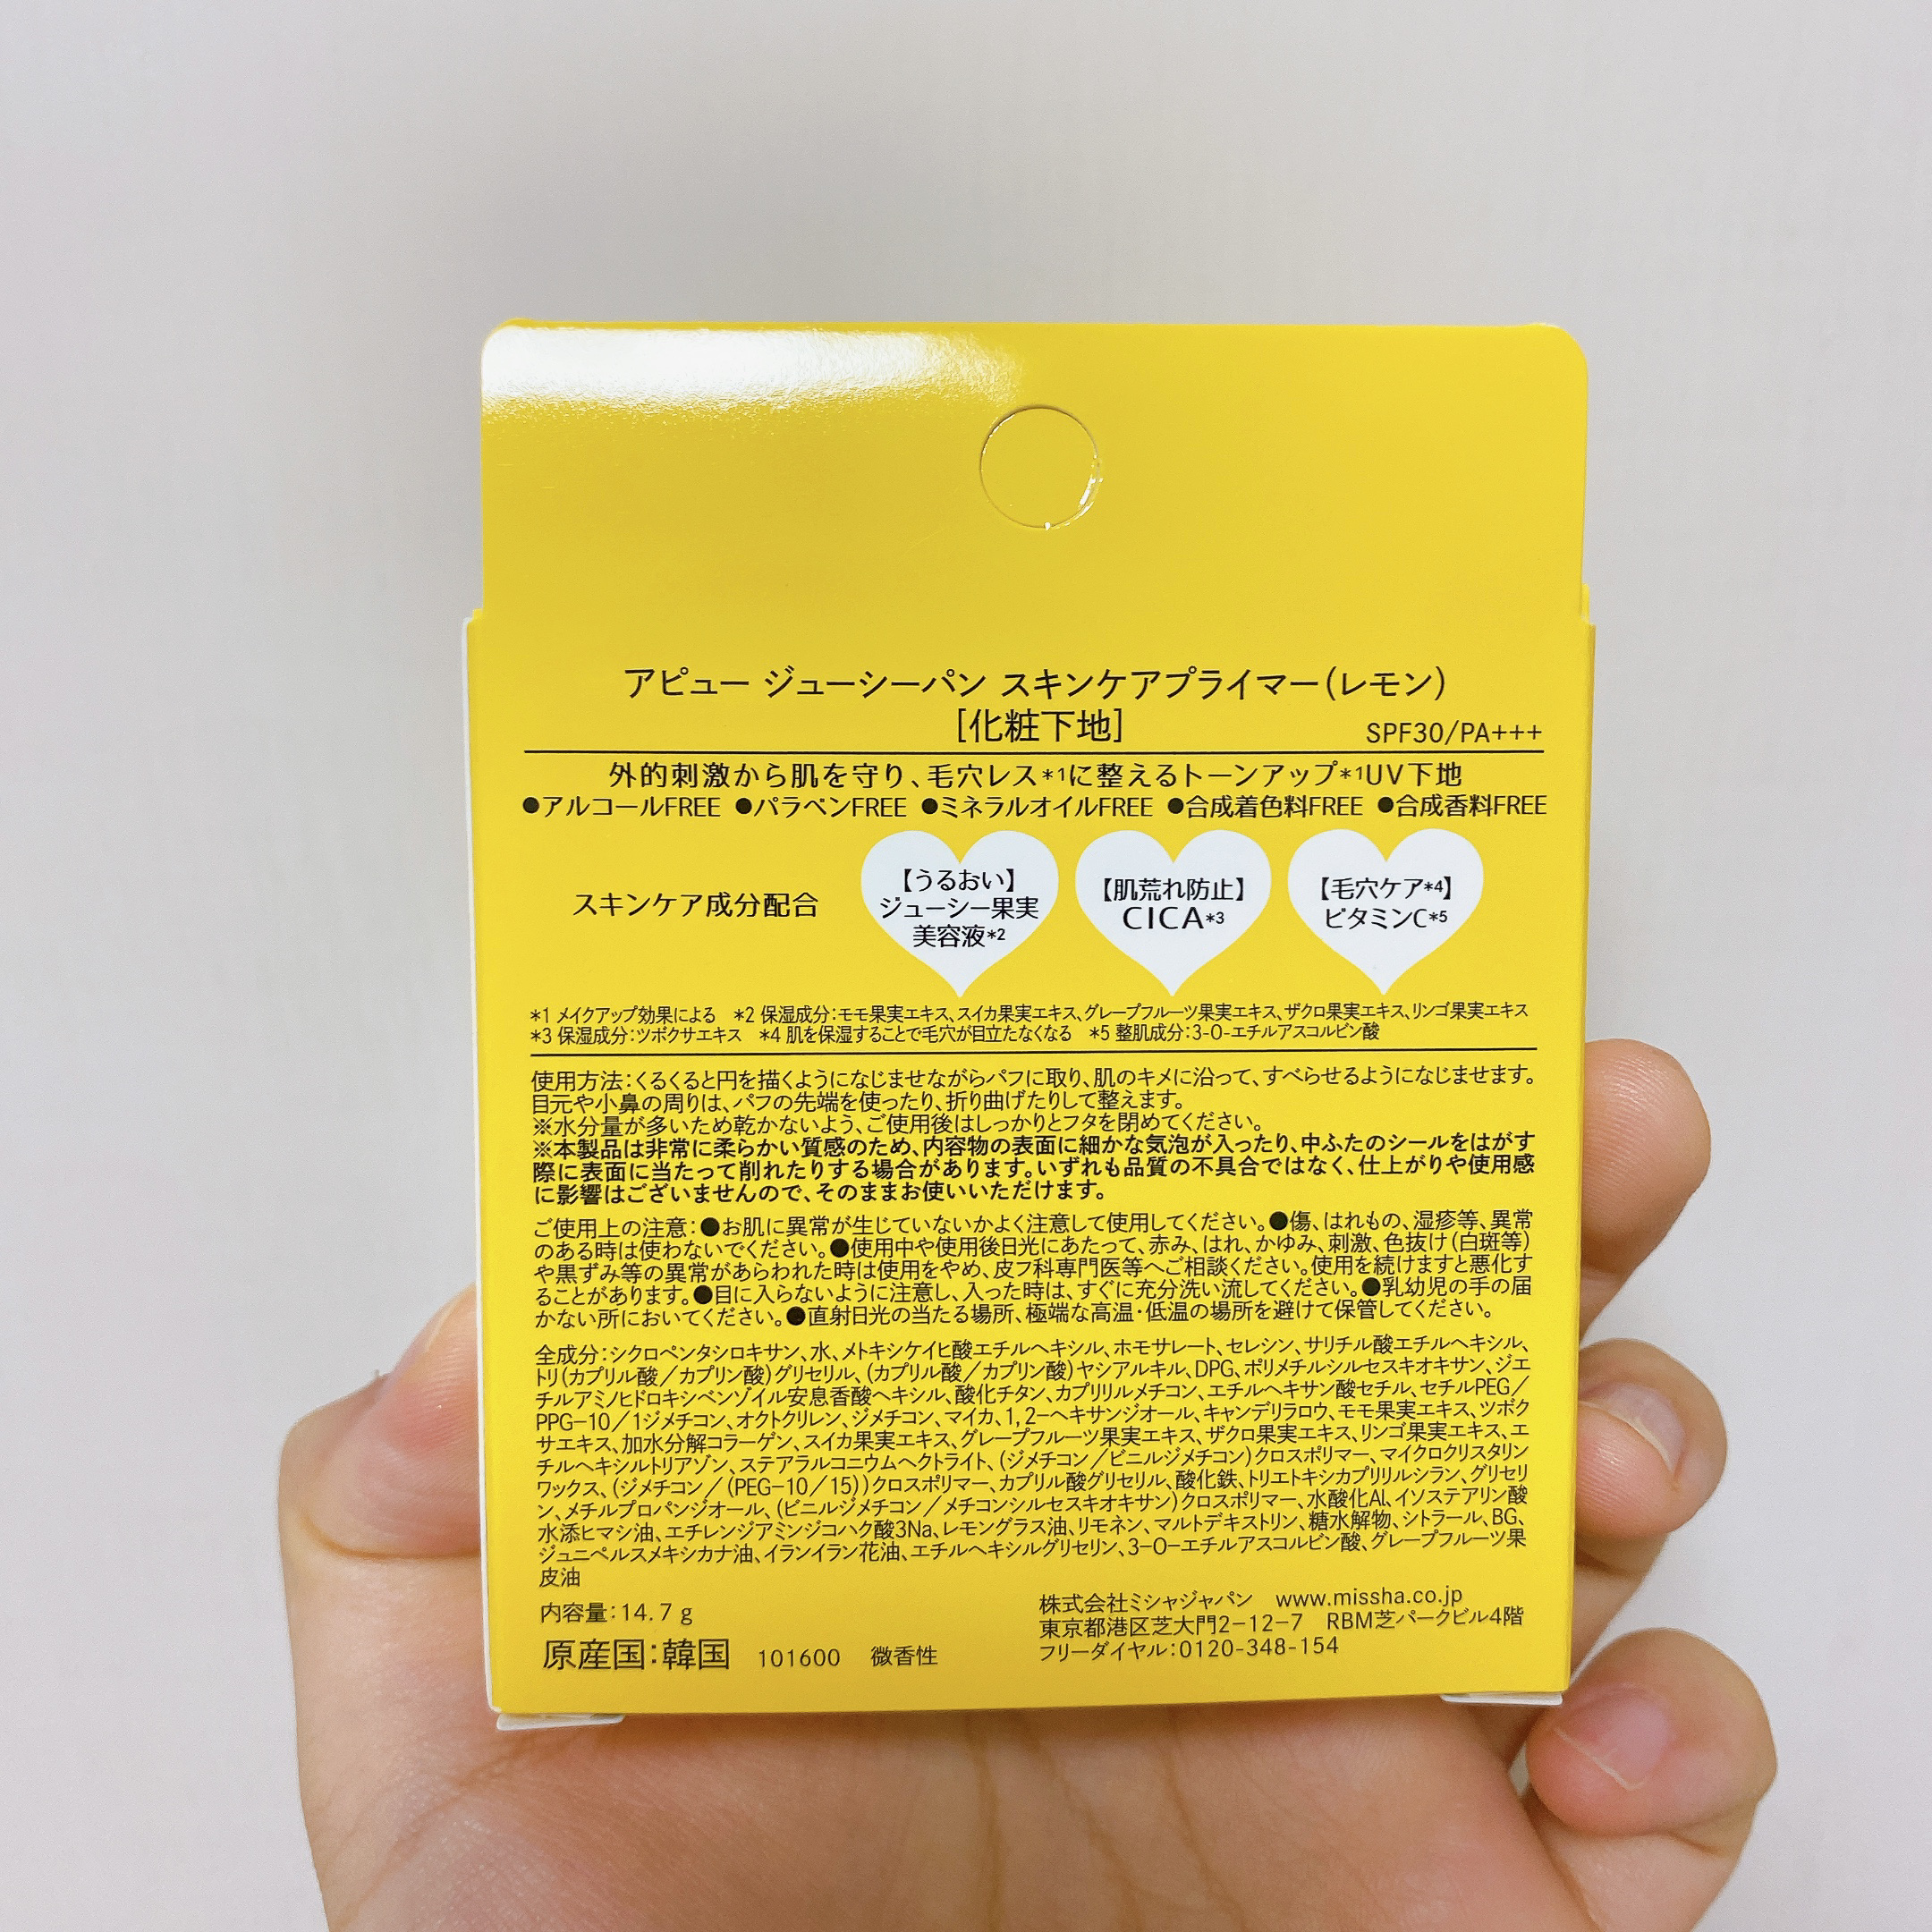 アピュー ジューシーパン スキンケアプライマー(レモン)
[化粧下地]
SPF30/PA+++
外的刺激から肌を守り、毛穴レス*1に整えるトーンアップ*1UV下地
●アルコールFREE ●パラベンFREE ●ミネラルオイルFREE ●合成着色料FREE ●合成香料FREE
スキンケア成分配合
【うるおい】
ジューシー果実
美容液*2
【肌荒れ防止】
CICA*3
【毛穴ケア*4】
ビタミンC*5
*1 メイクアップ効果による *2 保湿成分:モモ果実エキス、スイカ果実エキス、グレープフルーツ果実エキス、ザクロ果実エキス、リンゴ果実エキス
*3 保湿成分:ツボクサエキス *4 肌を保湿することで毛穴が目立たなくなる *5 整肌成分:3-O-エチルアスコルビン酸
使用方法:くるくると円を描くようになじませながらパフに取り、肌のキメに沿って、すべらせるようになじませます。
目元や小鼻の周りは、パフの先端を使ったり、折り曲げたりして整えます。
※水分量が多いため乾かないよう、ご使用後はしっかりとフタを閉めてください。
※本製品は非常に柔らかい質感のため、内容物の表面に細かな気泡が入ったり、中ふたのシールをはがす
際に表面に当たって削れたりする場合があります。いずれも品質の不具合ではなく、仕上がりや使用感
に影響はございませんので、そのままお使いいただけます。
ご使用上の注意:●お肌に異常が生じていないかよく注意して使用してください。●傷、はれもの、湿疹等、異常
のある時は使わないでください。●使用中や使用後日光にあたって、赤み、はれ、かゆみ、刺激、色抜け(白斑等)
や黒ずみ等の異常があらわれた時は使用をやめ、皮フ科専門医等へご相談ください。使用を続けますと悪化す
ることがあります。●目に入らないように注意し、入った時は、すぐに充分洗い流してください。●乳幼児の手の届
かない所においてください。●直射日光の当たる場所、極端な高温・低温の場所を避けて保管してください。
全成分:シクロペンタシロキサン、水、メトキシケイヒ酸エチルヘキシル、ホモサレート、セレシン、サリチル酸エチルヘキシル、
トリ(カプリル酸/カプリン酸)グリセリル、(カプリル酸/カプリン酸)ヤシアルキル、DPG、ポリメチルシルセスキオキサン、ジエ
チルアミノヒドロキシベンゾイル安息香酸ヘキシル、酸化チタン、カプリリルメチコン、エチルヘキサン酸セチル、セチルPEG/
PPG-10/1ジメチコン、オクトクリレン、ジメチコン、マイカ、1,2-ヘキサンジオール、キャンデリラロウ、モモ果実エキス、ツボク
サエキス、加水分解コラーゲン、スイカ果実エキス、グレープフルーツ果実エキス、ザクロ果実エキス、リンゴ果実エキス、エ
チルヘキシルトリアゾン、ステアラルコニウムヘクトライト、(ジメチコン/ビニルジメチコン)クロスポリマー、マイクロクリスタリン
ワックス、(ジメチコン/(PEG-10/15))クロスポリマー、カプリル酸グリセリル、酸化鉄、トリエトキシカプリリルシラン、グリセリ
ン、メチルプロパンジオール、(ビニルジメチコン/メチコンシルセスキオキサン)クロスポリマー、水酸化Al、イソステアリン酸
水添ヒマシ油、エチレンジアミンジコハク酸3Na、レモングラス油、リモネン、マルトデキストリン、糖水解物、シトラール、BG、
ジュニペルスメキシカナ油、イランイラン花油、エチルヘキシルグリセリン、3-O-エチルアスコルビン酸、グレープフルーツ果
皮油
内容量:14.7 g
原産国:韓国 101600 微香性
株式会社ミシャジャパン www.missha.co.jp
東京都港区芝大門2-12-7 RBM芝パークビル4階
フリーダイヤル:0120-348-154